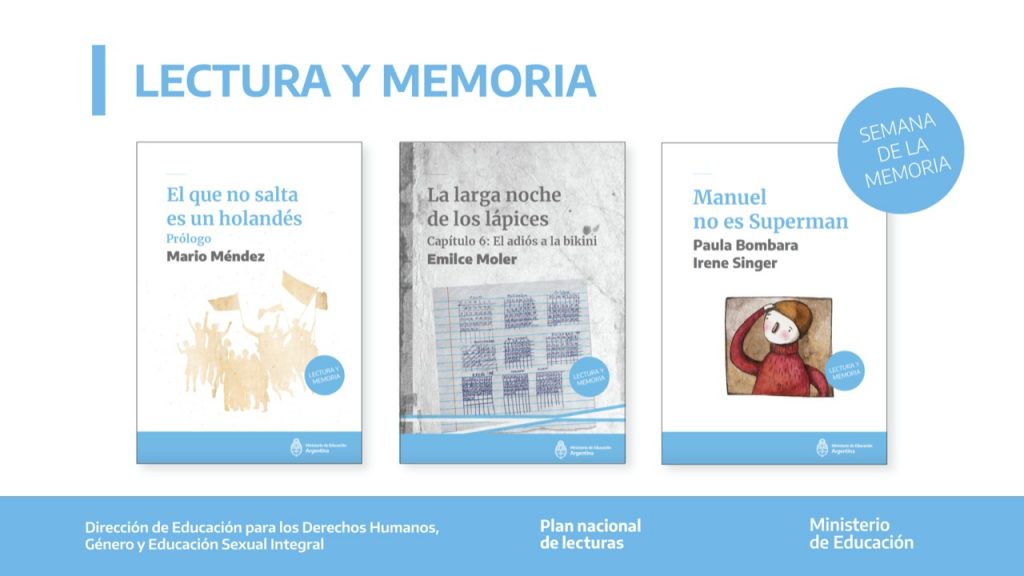 LECTURA Y MEMORIA
SEMANA
DE LA
MEMORIA
El que no salta
es un holandés
Prólogo
Mario Méndez
LECTURA Y
MEMORIA
Ministerio de Educación
Argentina
La larga noche
de los lápices
Capítulo 6: El adiós a la bikini
Emilce Moler
LECTURA Y
MEMORIA
Ministerio de Educación
Argentina
Manuel
no es Superman
Paula Bombara
Irene Singer
LECTURA Y
MEMORIA
Ministerio de Educación
Argentina
Dirección de Educación para los Derechos Humanos,
Género y Educación Sexual Integral
Plan nacional
de lecturas
Ministerio
de Educación